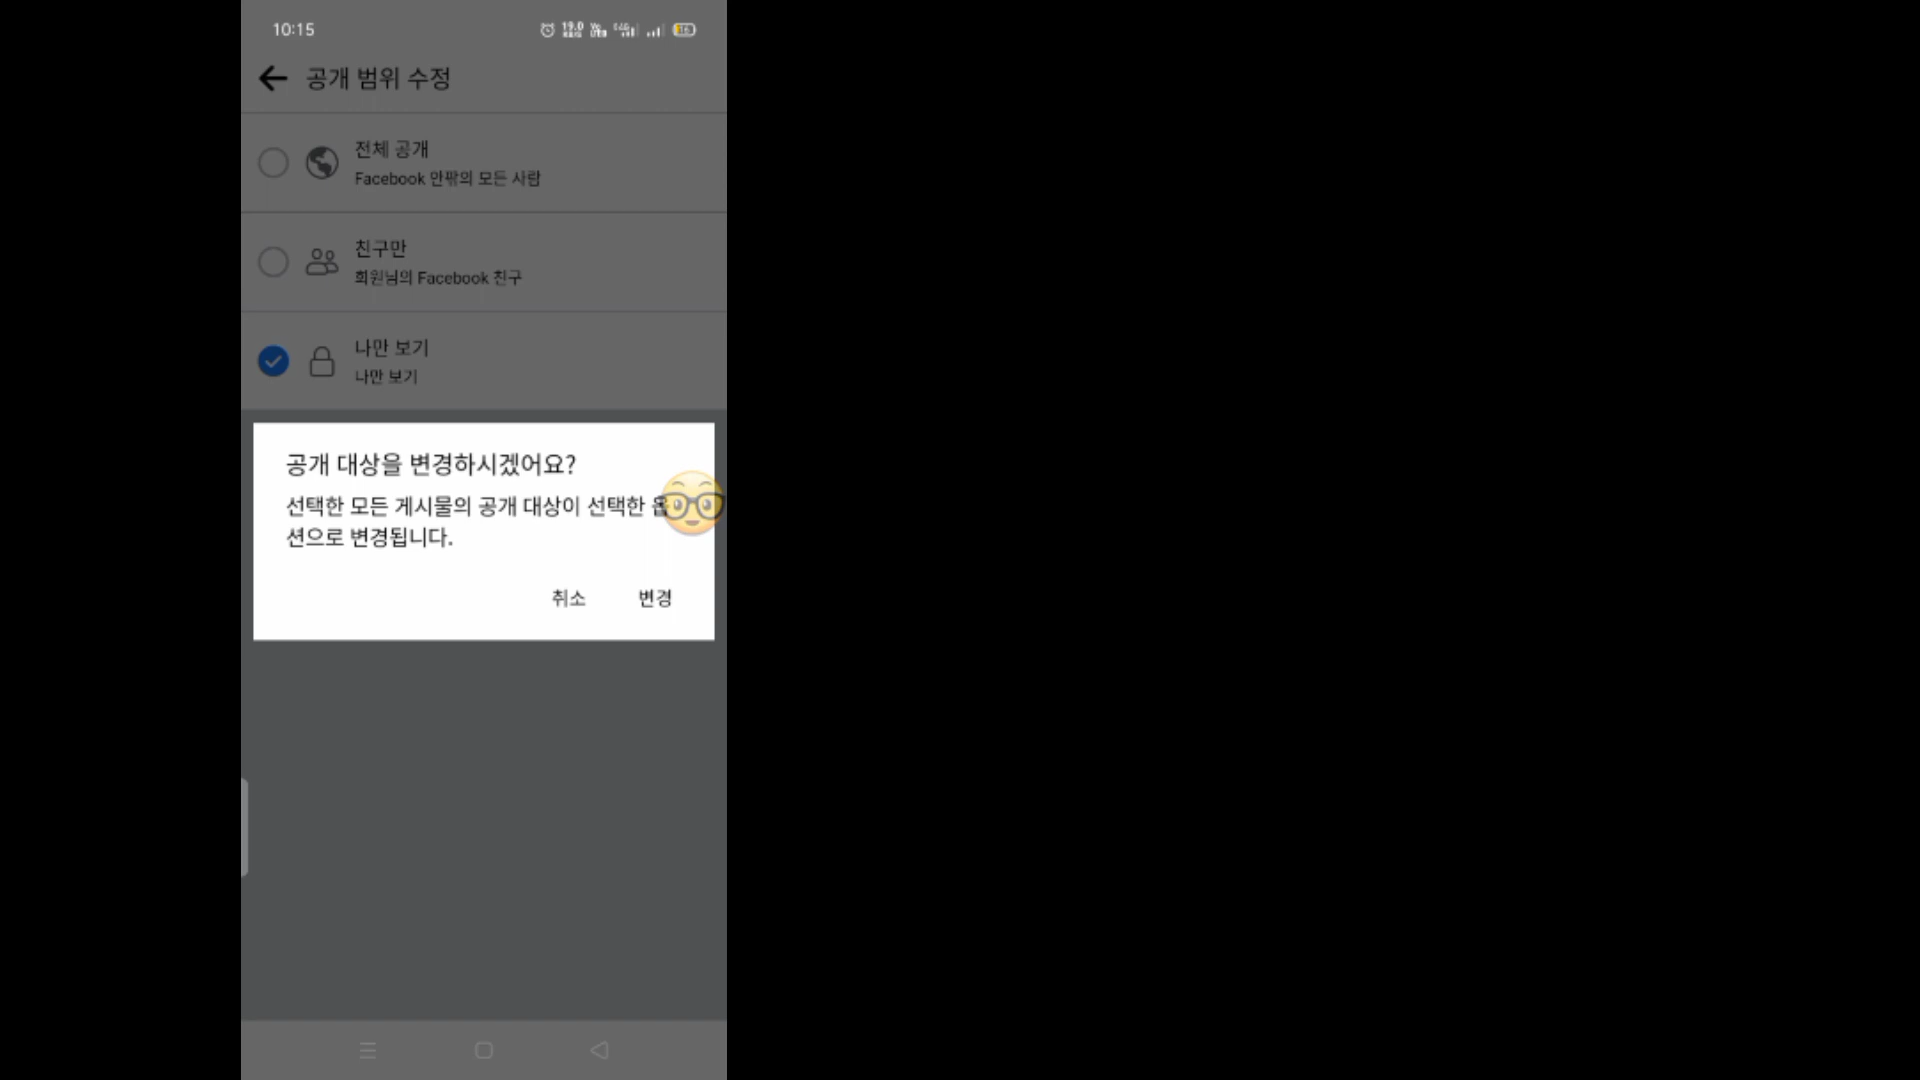 10:15
19.0
공개 범위 수정
전체 공개
Facebook 안팎의 모든 사람
친구만
회원님의 Facebook 친구
나만 보기
나만 보기
공개 대상을 변경하시겠어요?
선택한 모든 게시물의 공개 대상이 선택한 옵
션으로 변경됩니다.
취소 변경